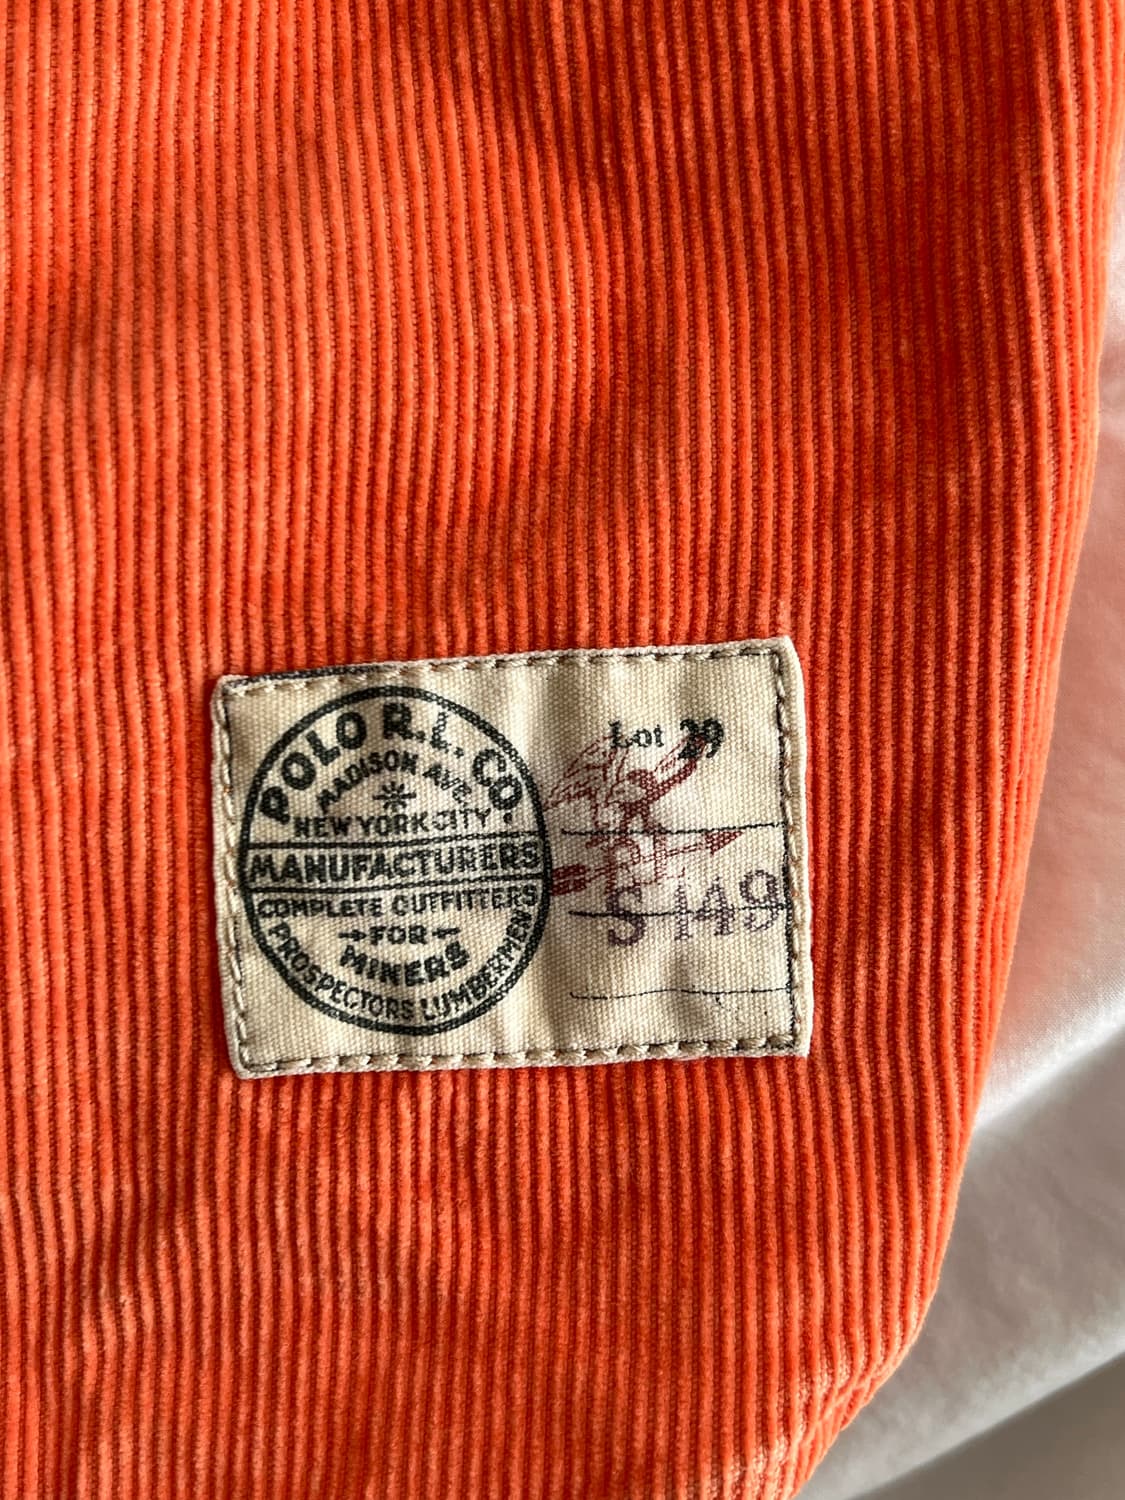 POLO R.L. CO.
MADISON AVE.
NEW YORK CITY
MANUFACTURERS
COMPLETE OUTFITTERS
FOR
MINERS
PROSPECTORS LUMBERMEN
Lot
S 149